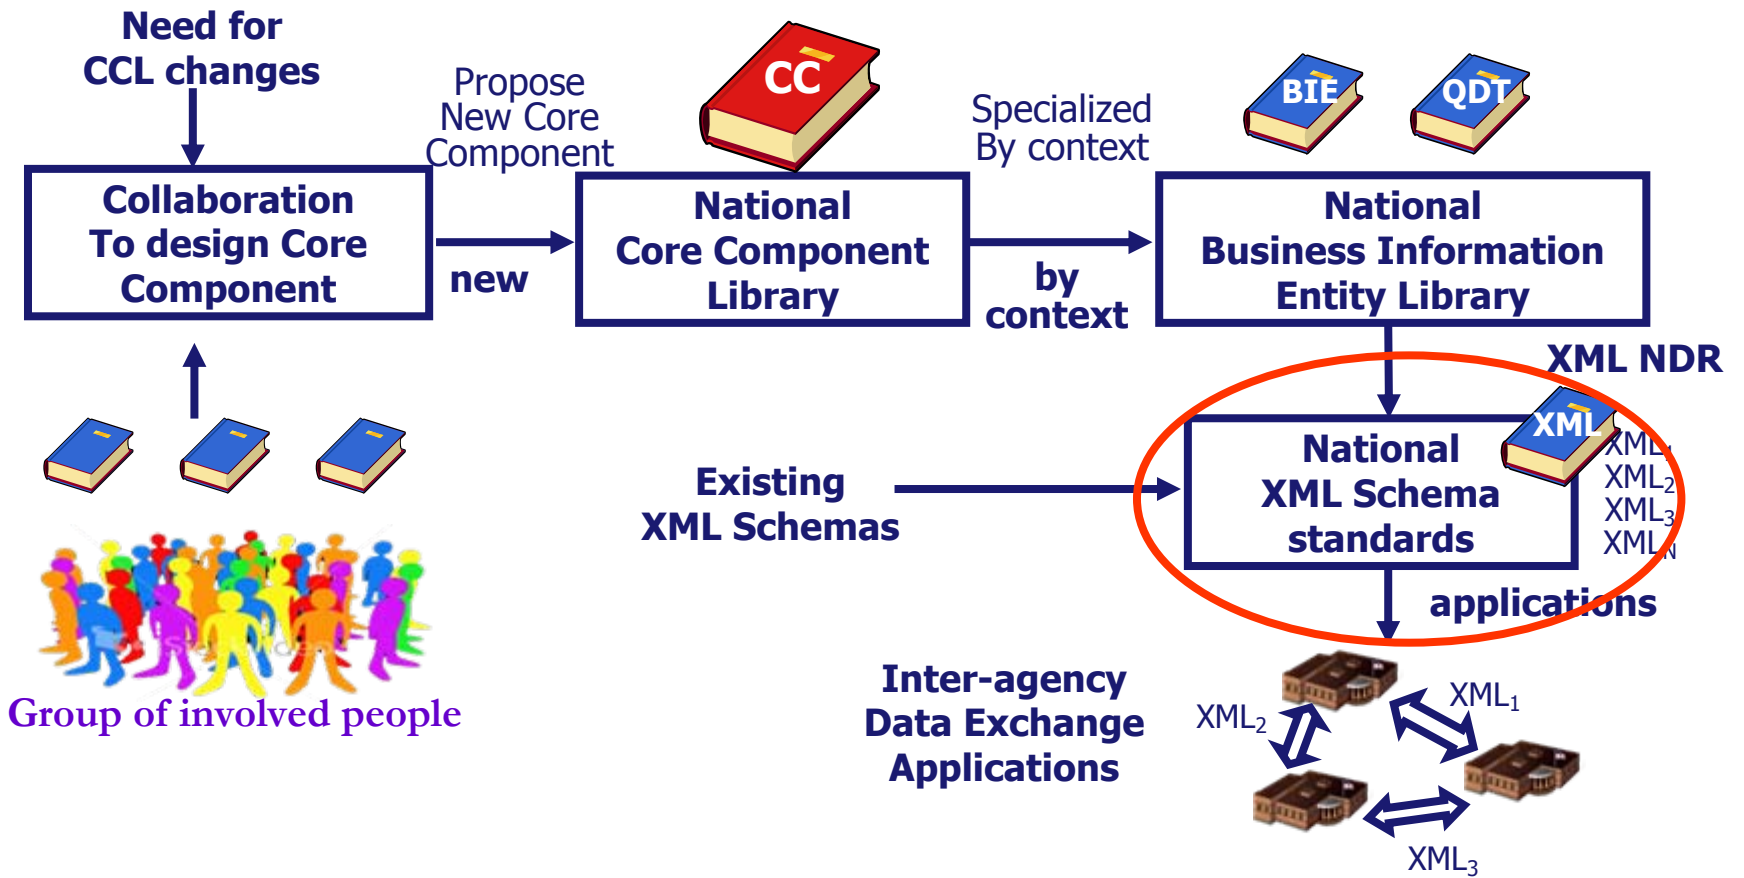 Need for
CCL changes
Propose
New Core
Component
CC
Specialized
By context
BIE
QDT
Collaboration
To design Core
Component
new
National
Core Component
Library
by
context
National
Business Information
Entity Library
XML NDR
XML
Existing
XML Schemas
National
XML Schema
standards
XML₁
XML₂
XML₃
XML_N
applications
Group of involved people
Inter-agency
Data Exchange
Applications
XML₂
XML₁
XML₃